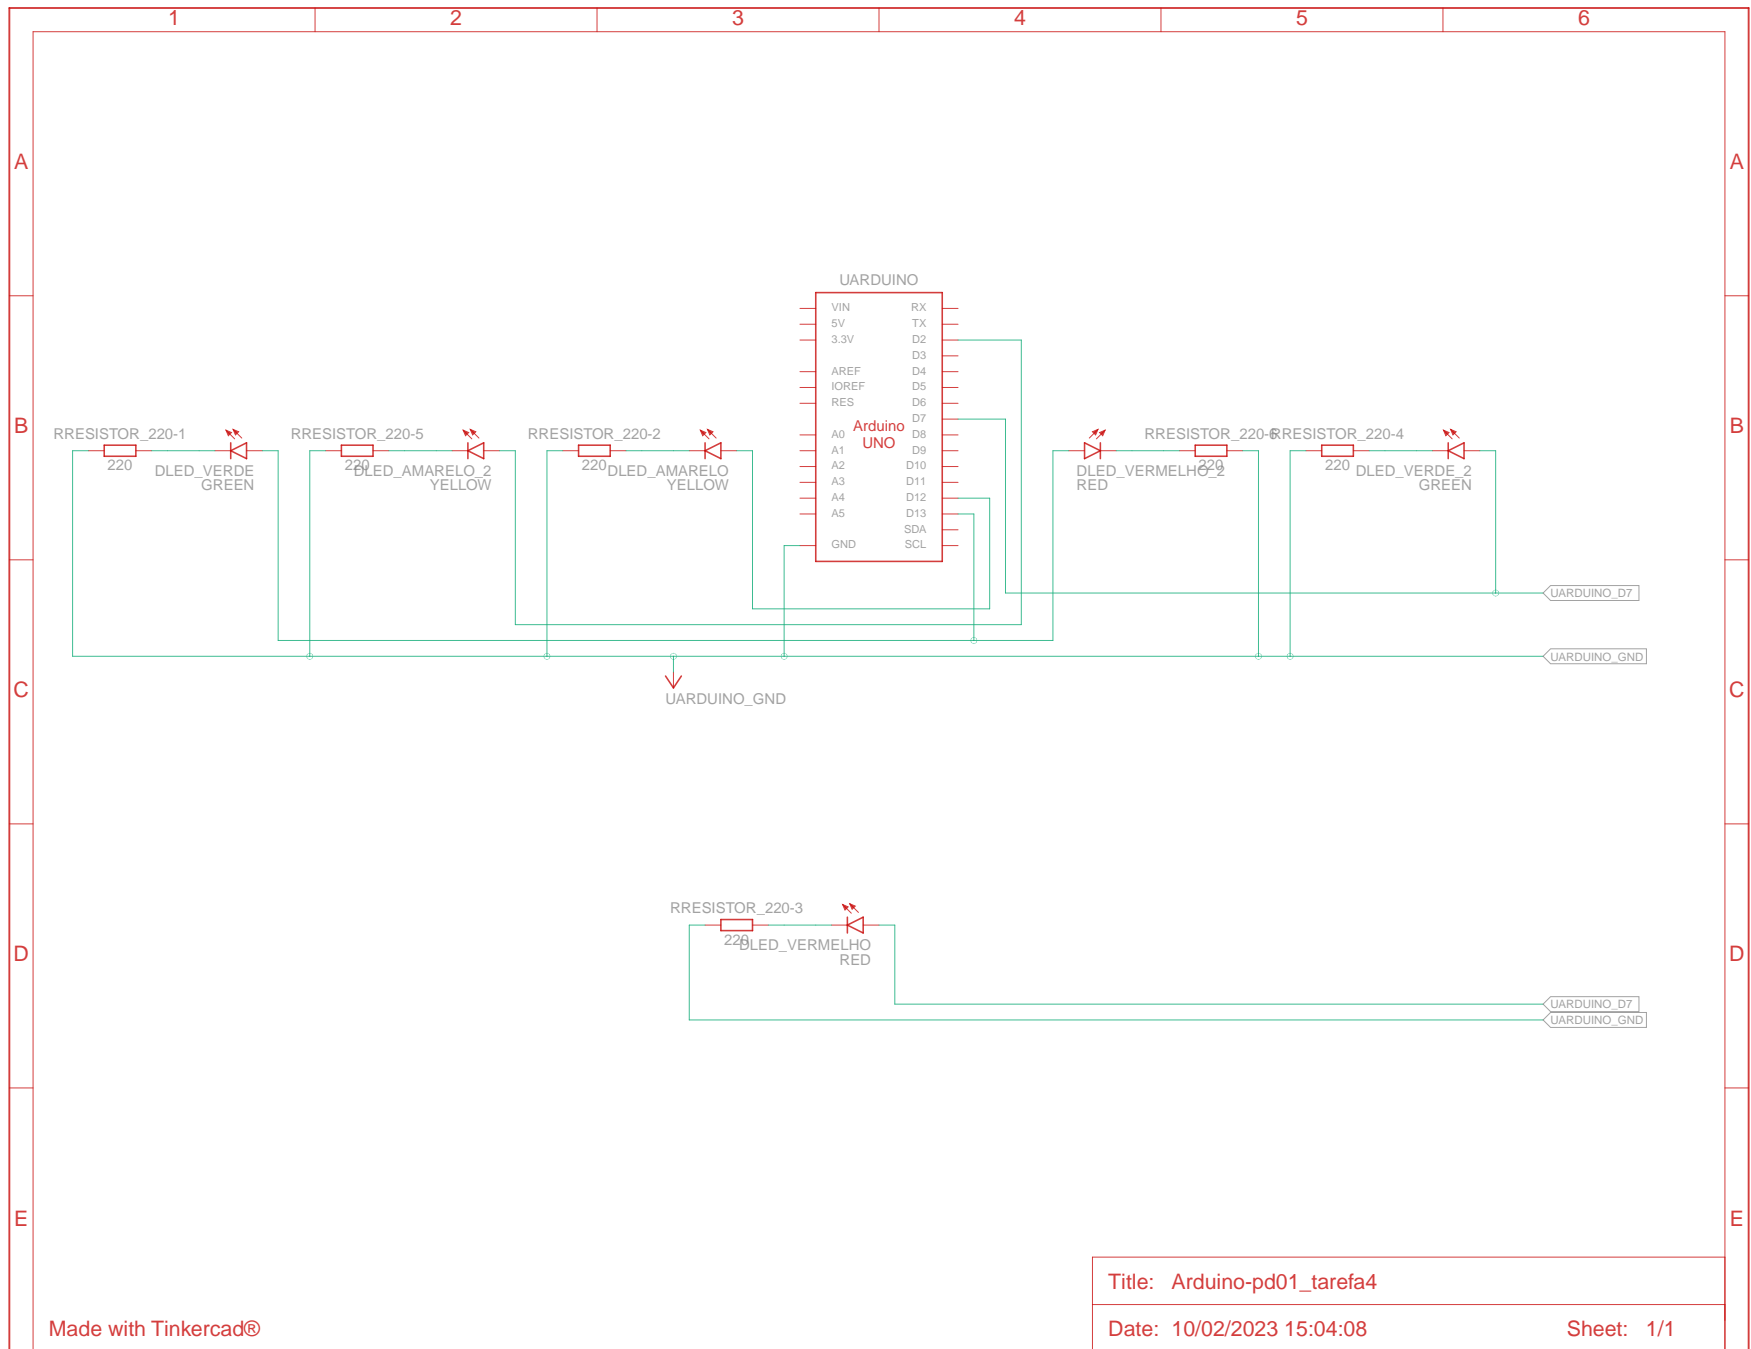 1 2 3 4 5 6
A A
UARDUINO
VIN RX
5V TX
3.3V D2
D3
AREF D4
IOREF D5
RES D6
D7
B B
Arduino
UNO
A0 D8
A1 D9
A2 D10
A3 D11
A4 D12
A5 D13
SDA
GND SCL
RRESISTOR_220-1
220
DLED_VERDE
GREEN
RRESISTOR_220-5
220
DLED_AMARELO_2
YELLOW
RRESISTOR_220-2
220
DLED_AMARELO
YELLOW
DLED_VERMELHO_2
RED
RRESISTOR_220-6
220
RRESISTOR_220-4
220
DLED_VERDE_2
GREEN
UARDUINO_D7
UARDUINO_GND
C C
UARDUINO_GND
RRESISTOR_220-3
220
DLED_VERMELHO
RED
D D
UARDUINO_D7
UARDUINO_GND
E E
Title: Arduino-pd01_tarefa4
Made with Tinkercad®
Date: 10/02/2023 15:04:08 Sheet: 1/1